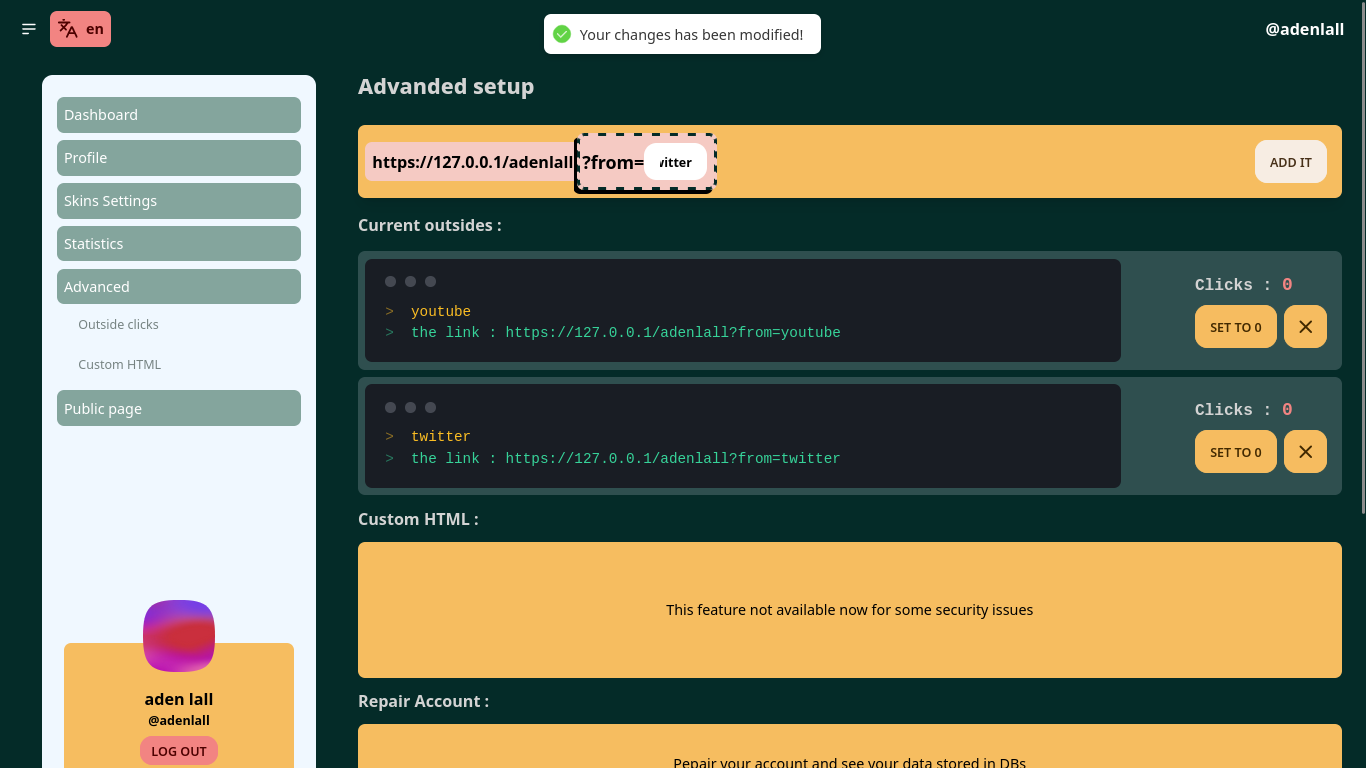 en
Your changes has been modified!
@adenlall
Dashboard
Profile
Skins Settings
Statistics
Advanced
Outside clicks
Custom HTML
Public page
aden lall
@adenlall
LOG OUT
Advanded setup
https://127.0.0.1/adenlall ?from= itter
ADD IT
Current outsides :
> youtube
> the link : https://127.0.0.1/adenlall?from=youtube
Clicks : 0
SET TO 0
> twitter
> the link : https://127.0.0.1/adenlall?from=twitter
Clicks : 0
SET TO 0
Custom HTML :
This feature not available now for some security issues
Repair Account :
Pepair your account and see your data stored in DBs